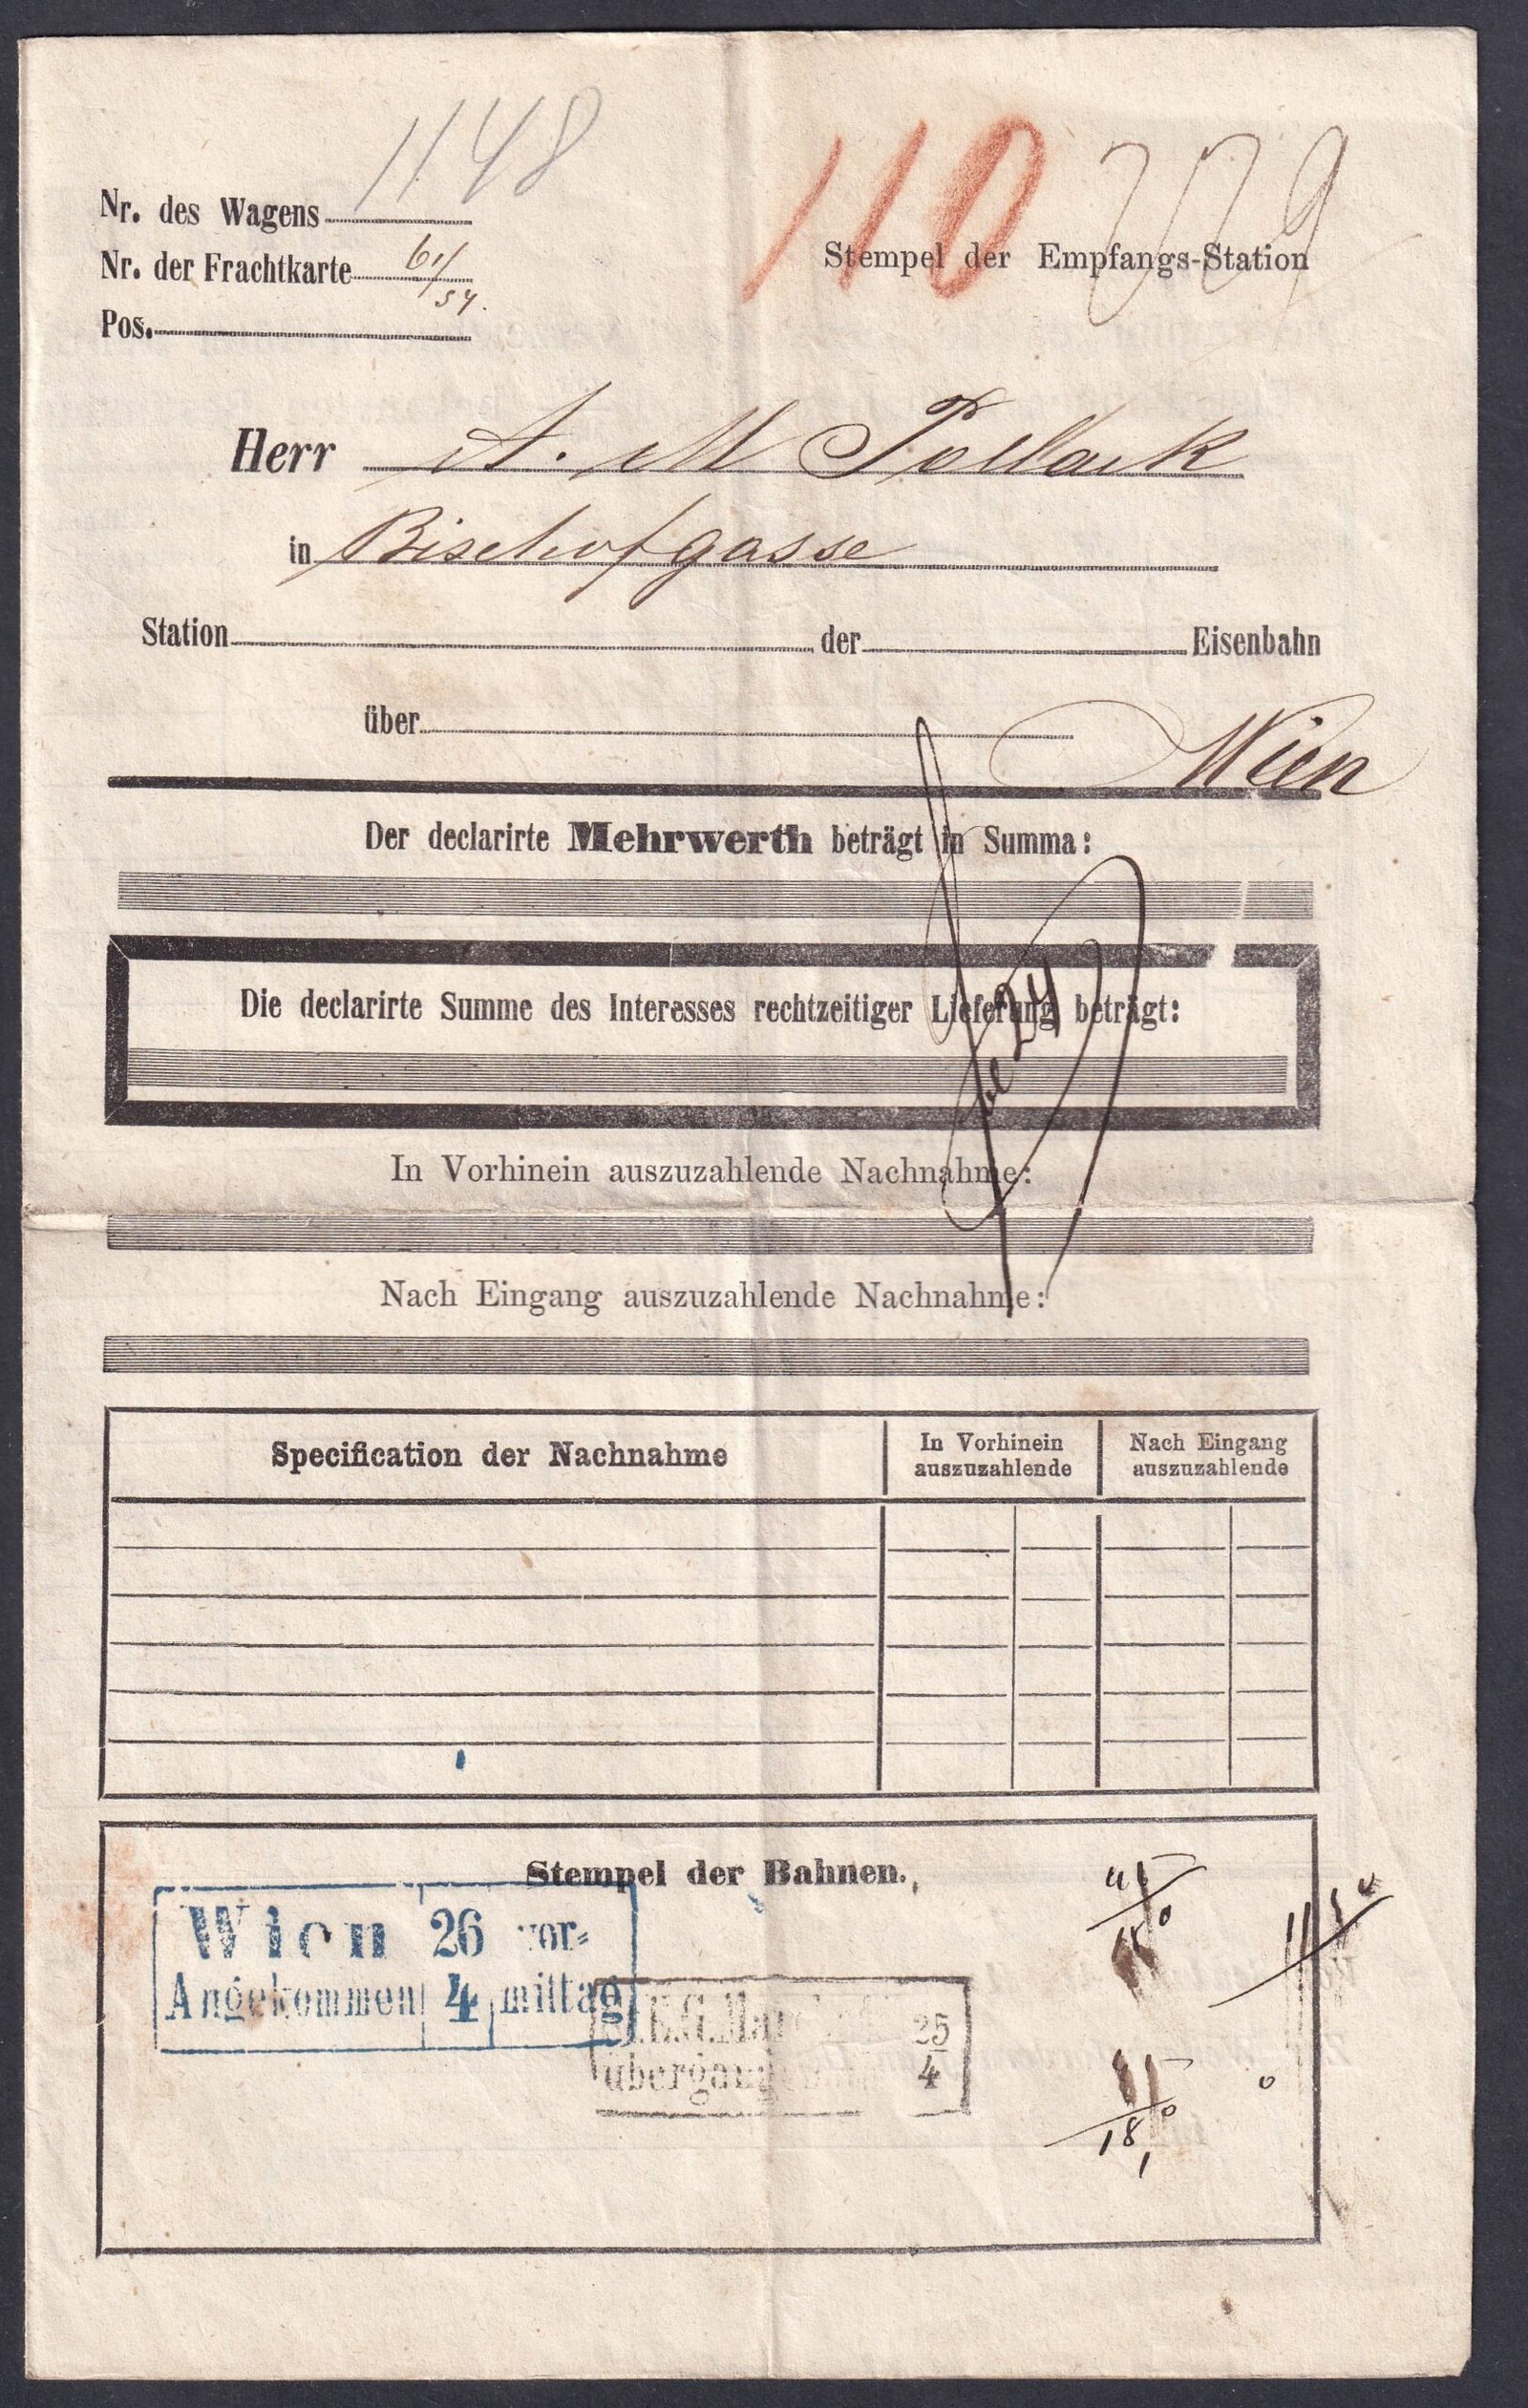 1148
110 209
Nr. des Wagens
Nr. der Frachtkarte 61/54.
Stempel der Empfangs-Station
Pos.
Herr A. M Pollack
in Bischofgasse
Station der Eisenbahn
über
Wien
Der declarirte Mehrwerth beträgt in Summa:
Die declarirte Summe des Interesses rechtzeitiger Lieferung beträgt:
In Vorhinein auszuzahlende Nachnahme:
Nach Eingang auszuzahlende Nachnahme:
Specification der Nachnahme
In Vorhinein auszuzahlende
Nach Eingang auszuzahlende
Stempel der Bahnen.
Wien 26 vor=
Angekommen 4 mittag
25
übergang 4
18